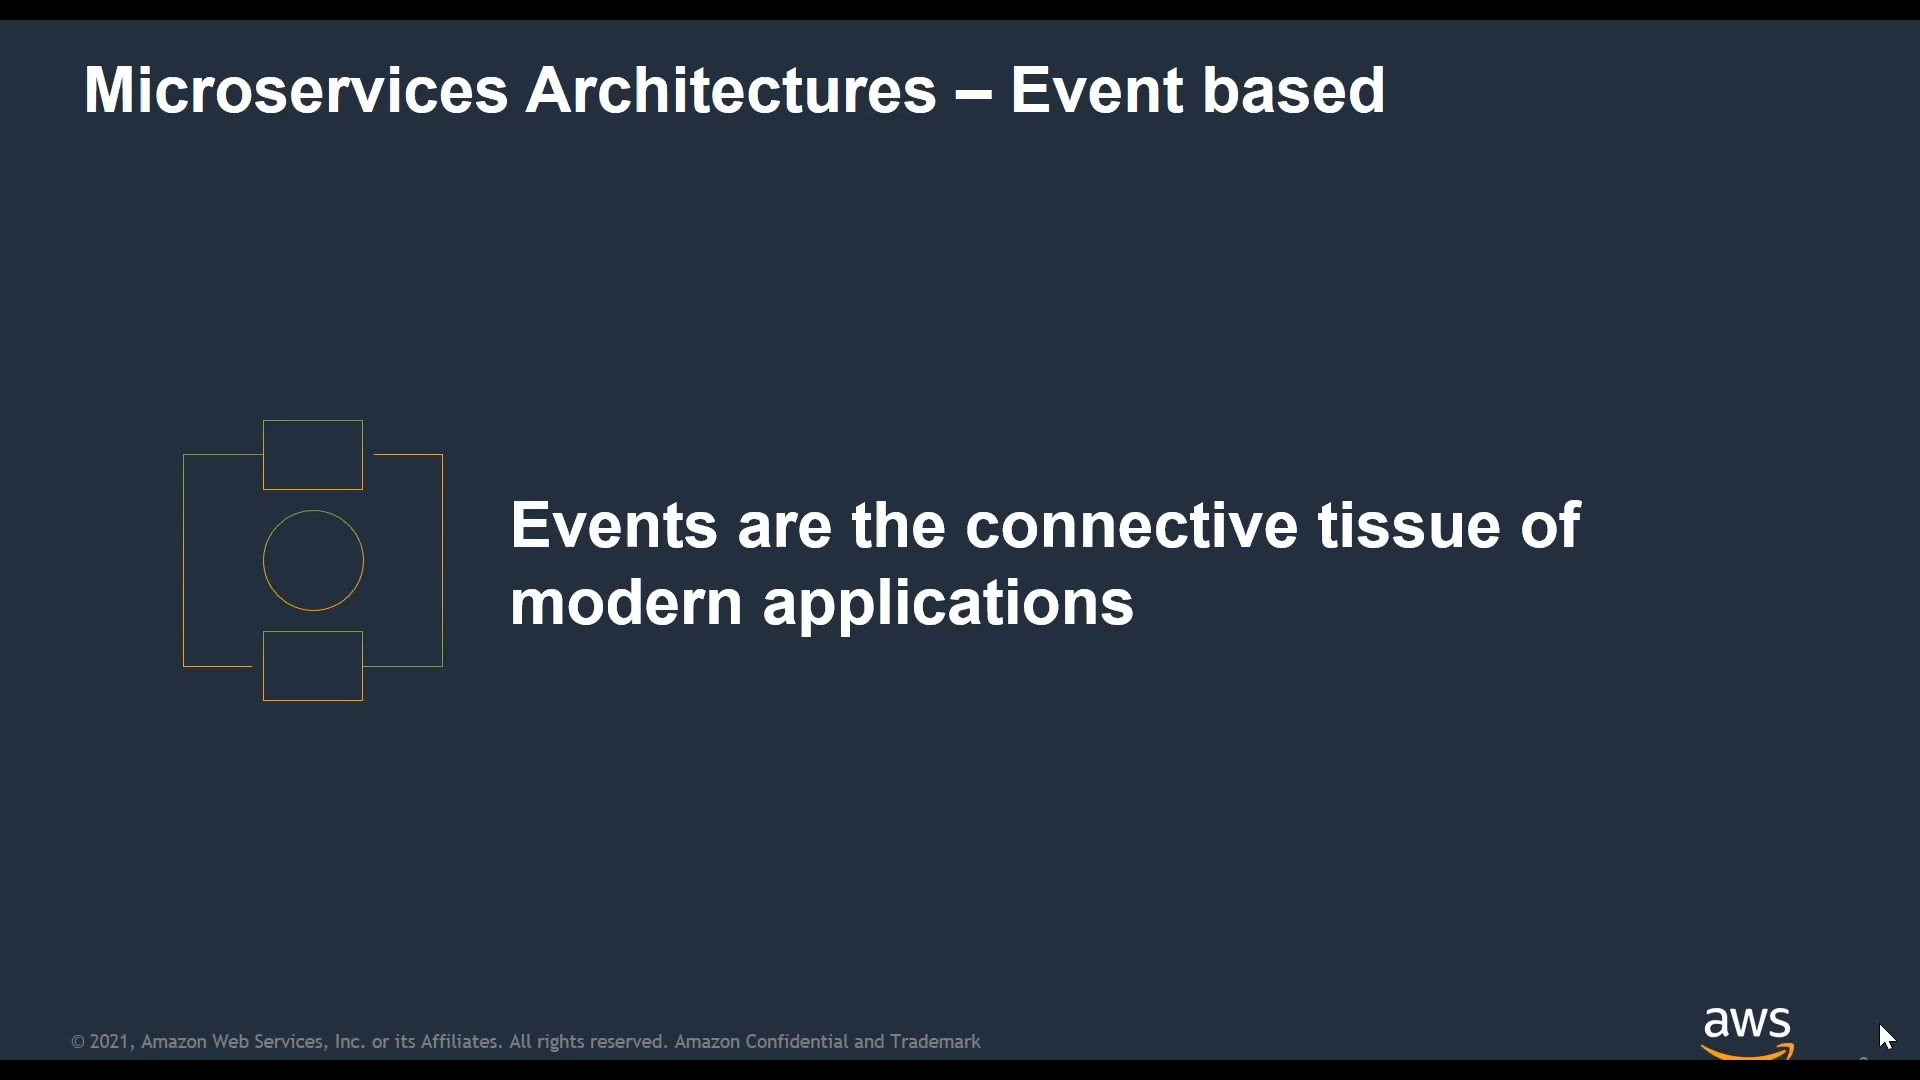 Microservices Architectures – Event based
Events are the connective tissue of
modern applications
© 2021, Amazon Web Services, Inc. or its Affiliates. All rights reserved. Amazon Confidential and Trademark
aws